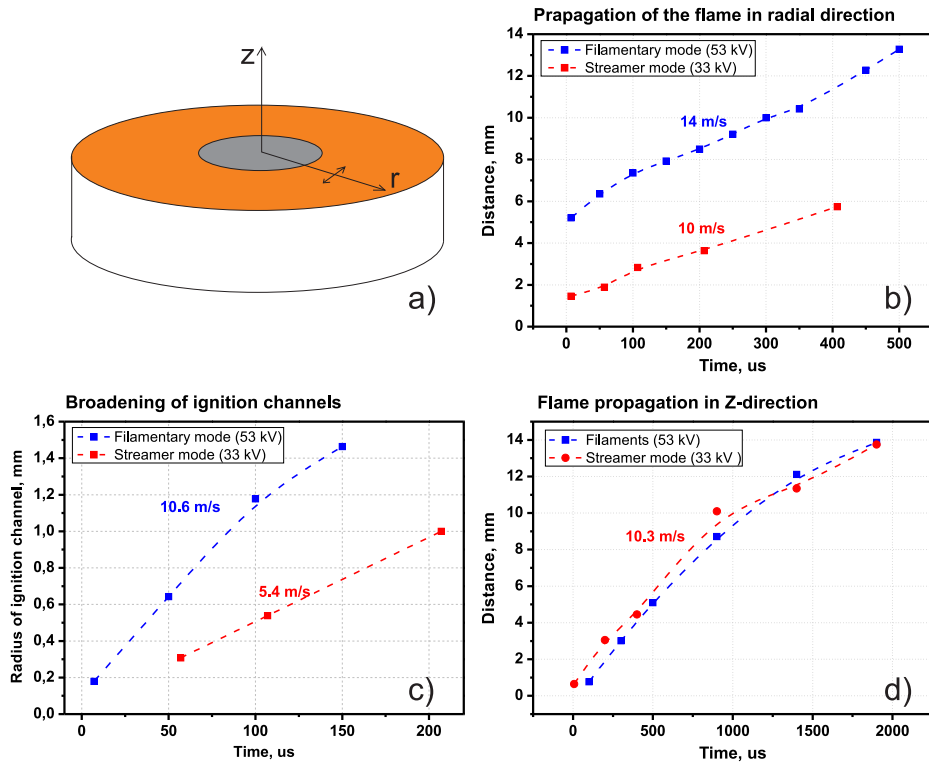 z
r
a)
Prapagation of the flame in radial direction
Filamentary mode (53 kV)
Streamer mode (33 kV)
14 m/s
10 m/s
Distance, mm
14
12
10
8
6
4
2
0
0 100 200 300 400 500
Time, us
b)
Broadening of ignition channels
Filamentary mode (53 kV)
Streamer mode (33 kV)
10.6 m/s
5.4 m/s
Radius of ignition channel, mm
1,6
1,4
1,2
1,0
0,8
0,6
0,4
0,2
0,0
0 50 100 150 200
Time, us
c)
Flame propagation in Z-direction
Filaments (53 kV)
Streamer mode (33 kV )
10.3 m/s
Distance, mm
14
12
10
8
6
4
2
0
0 500 1000 1500 2000
Time, us
d)